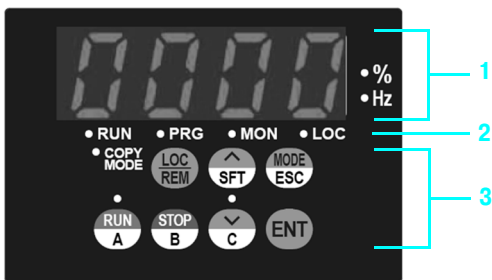 0000
% 
Hz
1
RUN PRG MON LOC
2
COPY MODE
LOC REM
^ SFT
MODE ESC
3
RUN A
STOP B
C
ENT